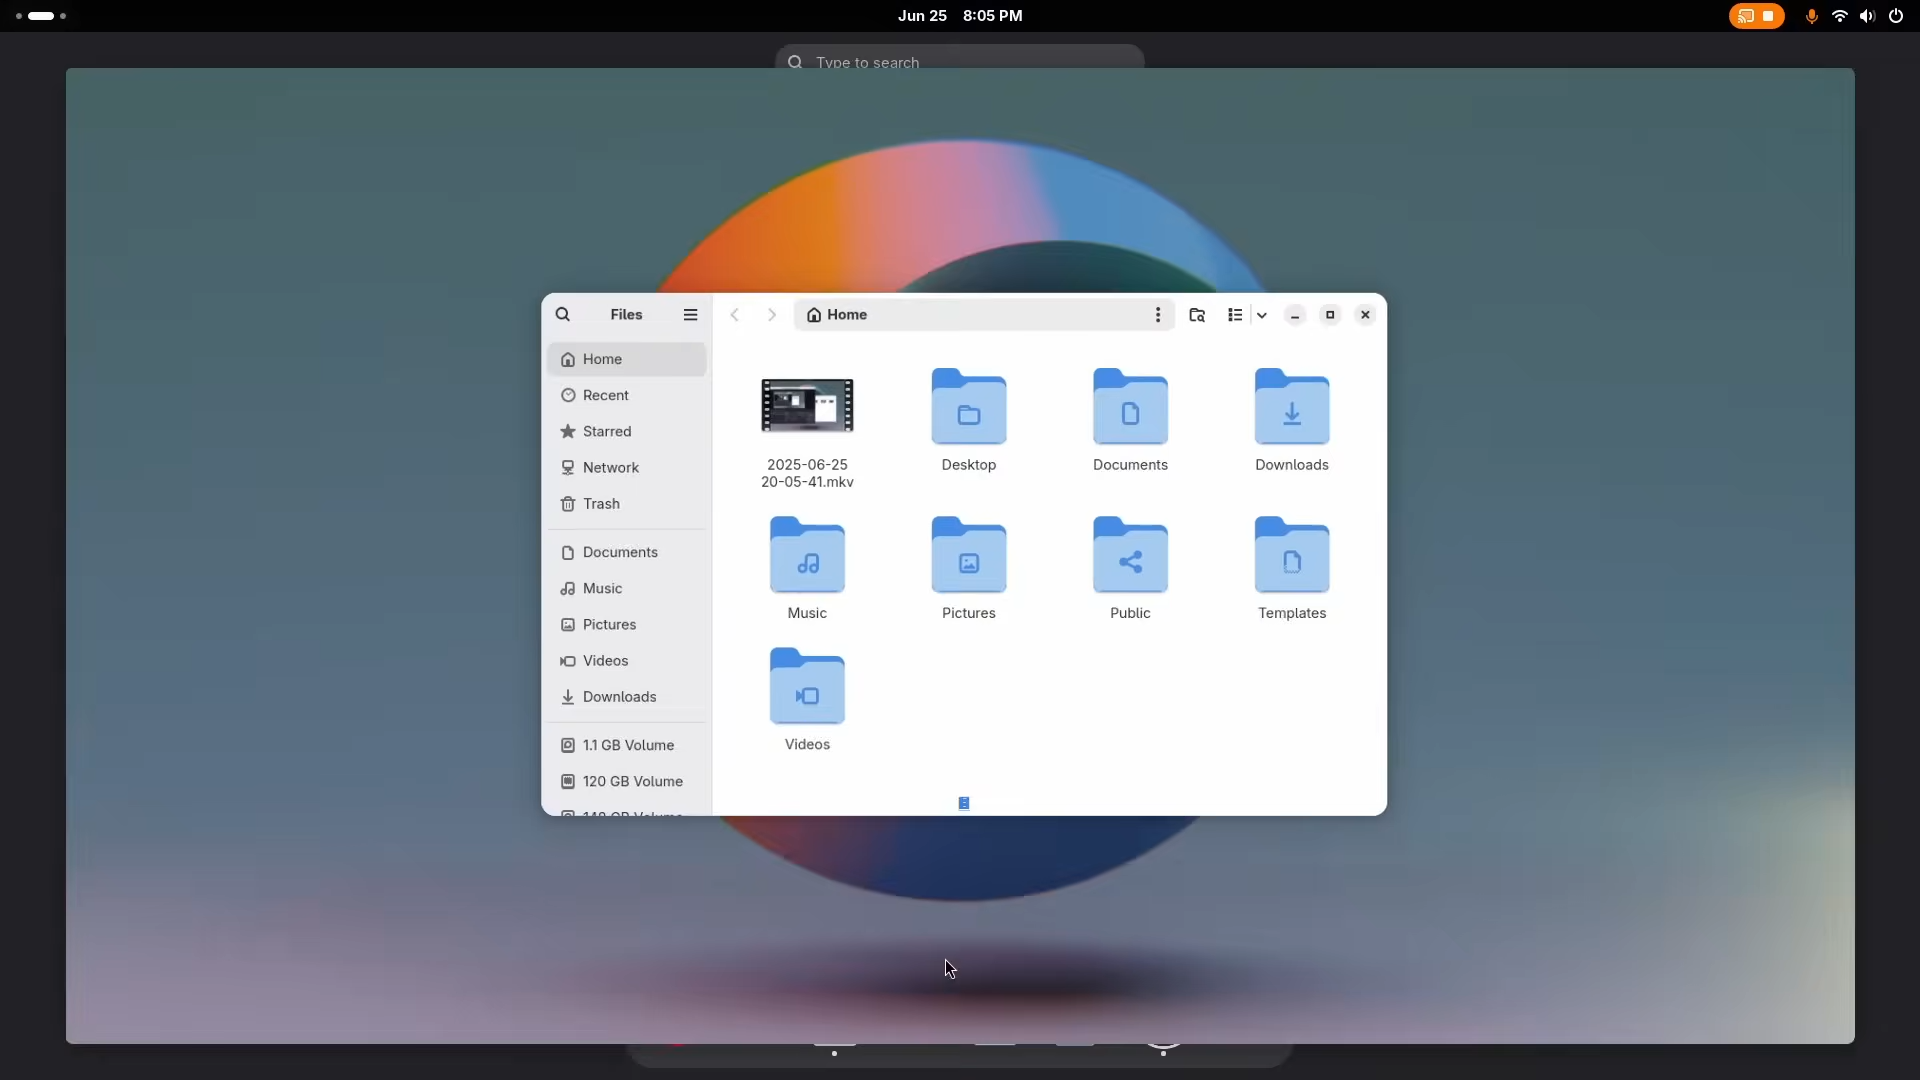 Jun 25 8:05 PM
Type to search
Files
Home
Home
Recent
Starred
Network
Trash
Documents
Music
Pictures
Videos
Downloads
1.1 GB Volume
120 GB Volume
2025-06-25
20-05-41.mkv
Desktop
Documents
Downloads
Music
Pictures
Public
Templates
Videos